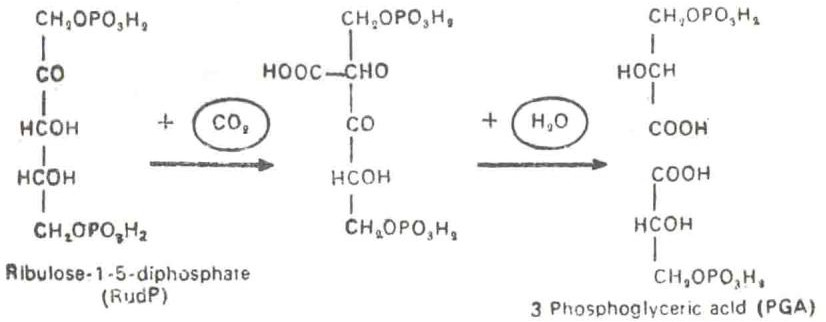 CH₂OPO₃H₂
CO
HCOH
HCOH
CH₂OPO₃H₂
Ribulose-1-5-diphosphate
(RudP)
+ CO₂
CH₂OPO₃H₂
HOOC—CHO
CO
HCOH
CH₂OPO₃H₂
+ H₂O
CH₂OPO₃H₂
HOCH
COOH
COOH
HCOH
CH₂OPO₃H₂
3 Phosphoglyceric acid (PGA)